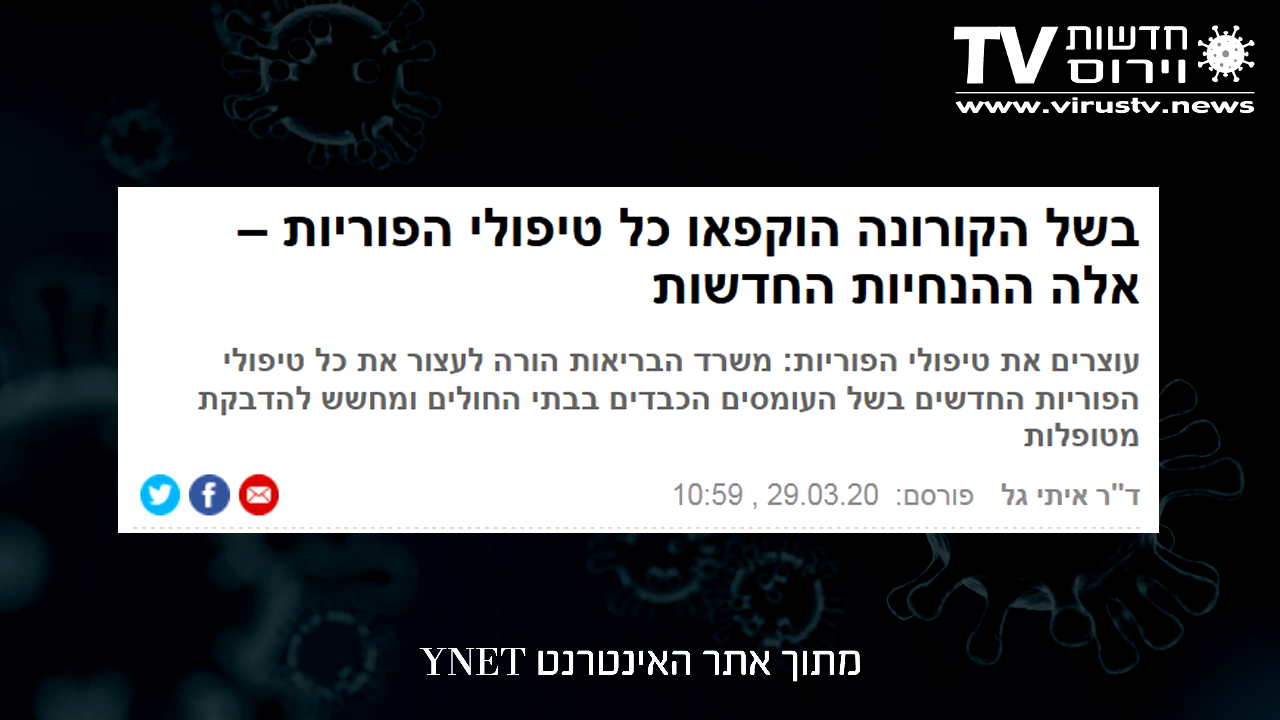 חדשות TV
וירוס
www.virustv.news
בשל הקורונה הוקפאו כל טיפולי הפוריות –
אלה ההנחיות החדשות
עוצרים את טיפולי הפוריות: משרד הבריאות הורה לעצור את כל טיפולי
הפוריות החדשים בשל העומסים הכבדים בבתי החולים ומחשש להדבקת
מטופלות
ד"ר איתי גל פורסם: 29.03.20 , 10:59
מתוך אתר האינטרנט YNET